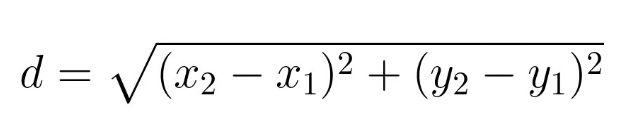 d = √(x₂ − x₁)² + (y₂ − y₁)²